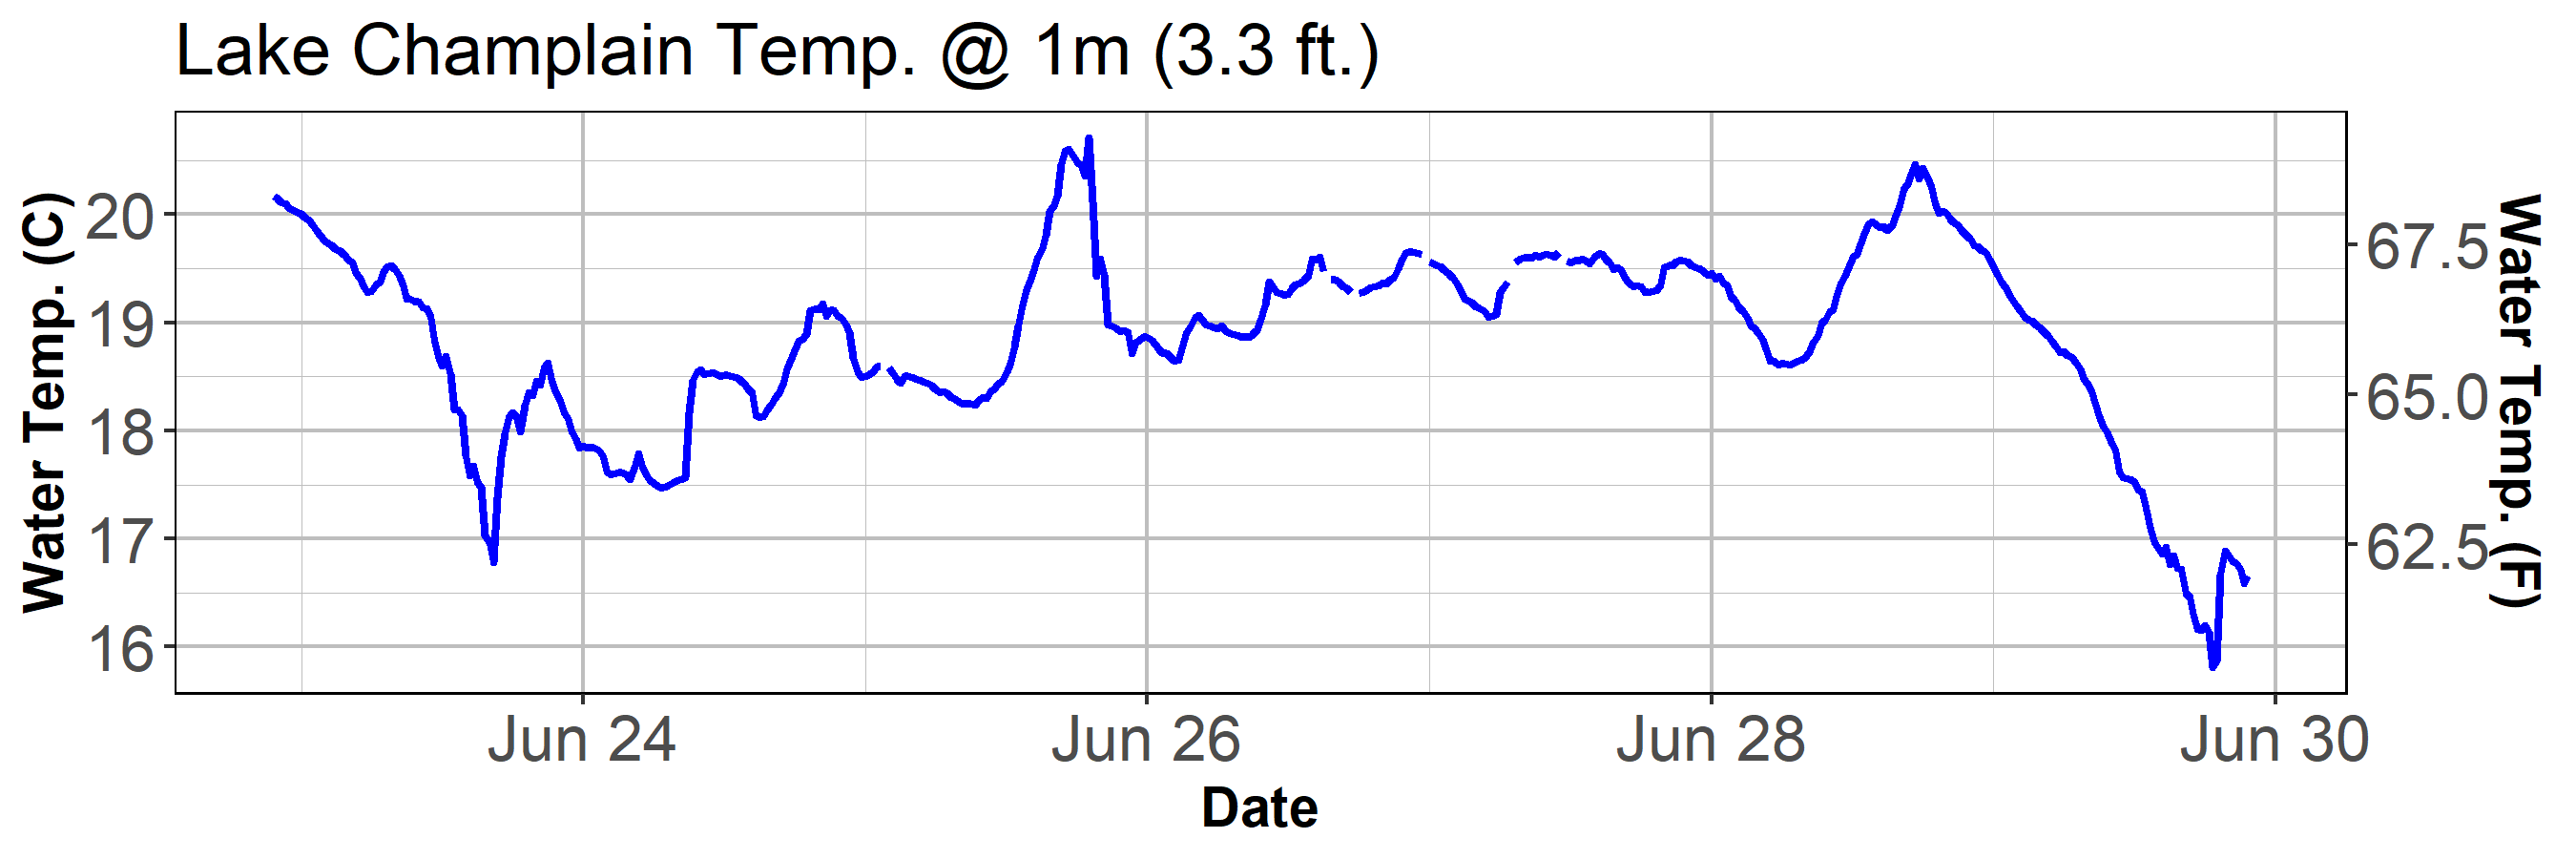 Lake Champlain Temp. @ 1m (3.3 ft.)
Water Temp. (C)
20
19
18
17
16
67.5
65.0
62.5
Water Temp. (F)
Jun 24 Jun 26 Jun 28 Jun 30
Date